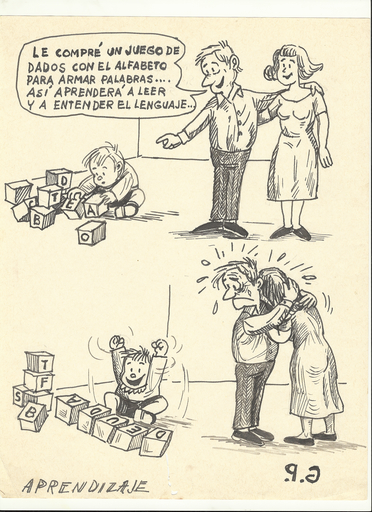 LE COMPRÉ UN JUEGO DE
DADOS CON EL ALFABETO
PARA ARMAR PALABRAS....
ASÍ APRENDERÁ A LEER
Y A ENTENDER EL LENGUAJE...
D
T
E
B
A
O
T
F
S
B
DEUDA
APRENDIZAJE